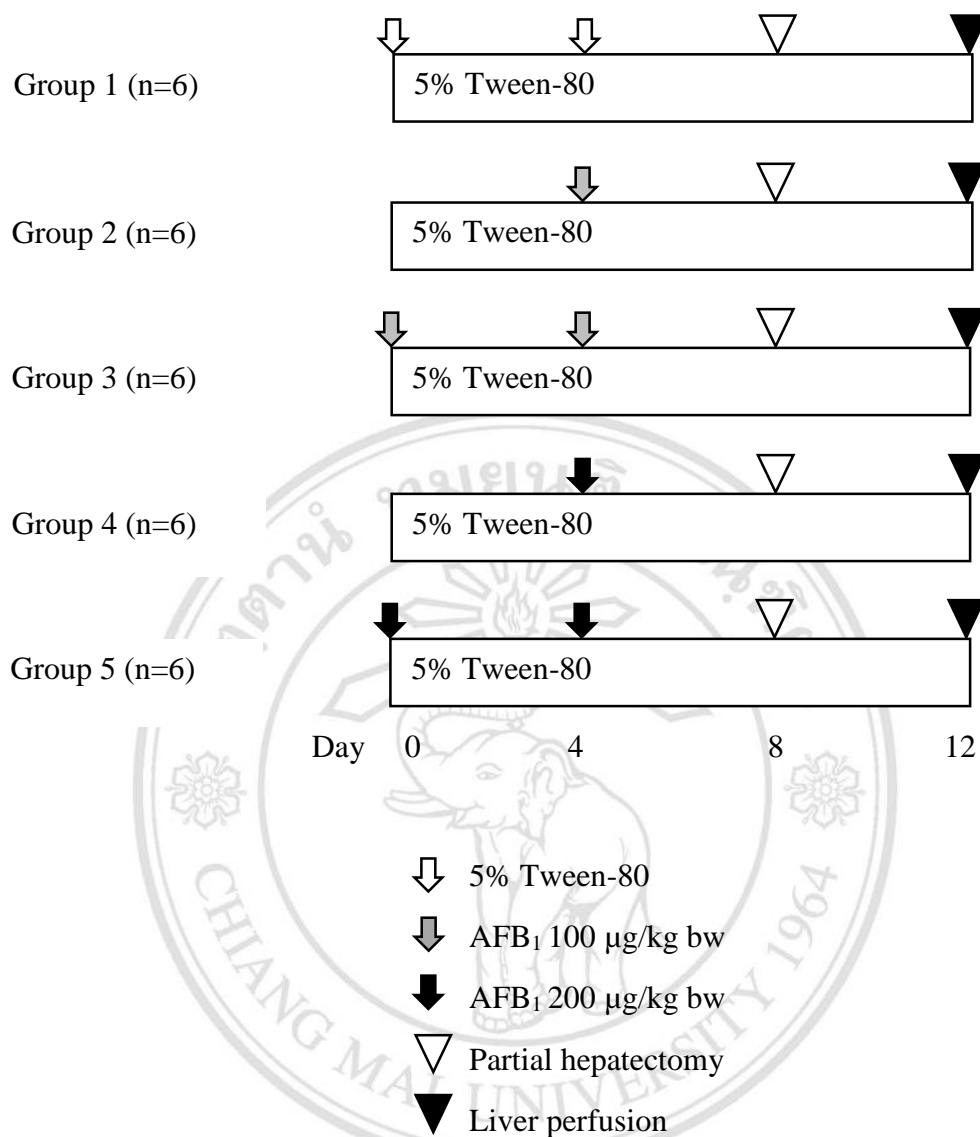 Group 1 (n=6) 5% Tween-80
Group 2 (n=6) 5% Tween-80
Group 3 (n=6) 5% Tween-80
Group 4 (n=6) 5% Tween-80
Group 5 (n=6) 5% Tween-80
Day 0 4 8 12
5% Tween-80
AFB₁ 100 µg/kg bw
AFB₁ 200 µg/kg bw
Partial hepatectomy
Liver perfusion
CHIANG MAI UNIVERSITY 1964